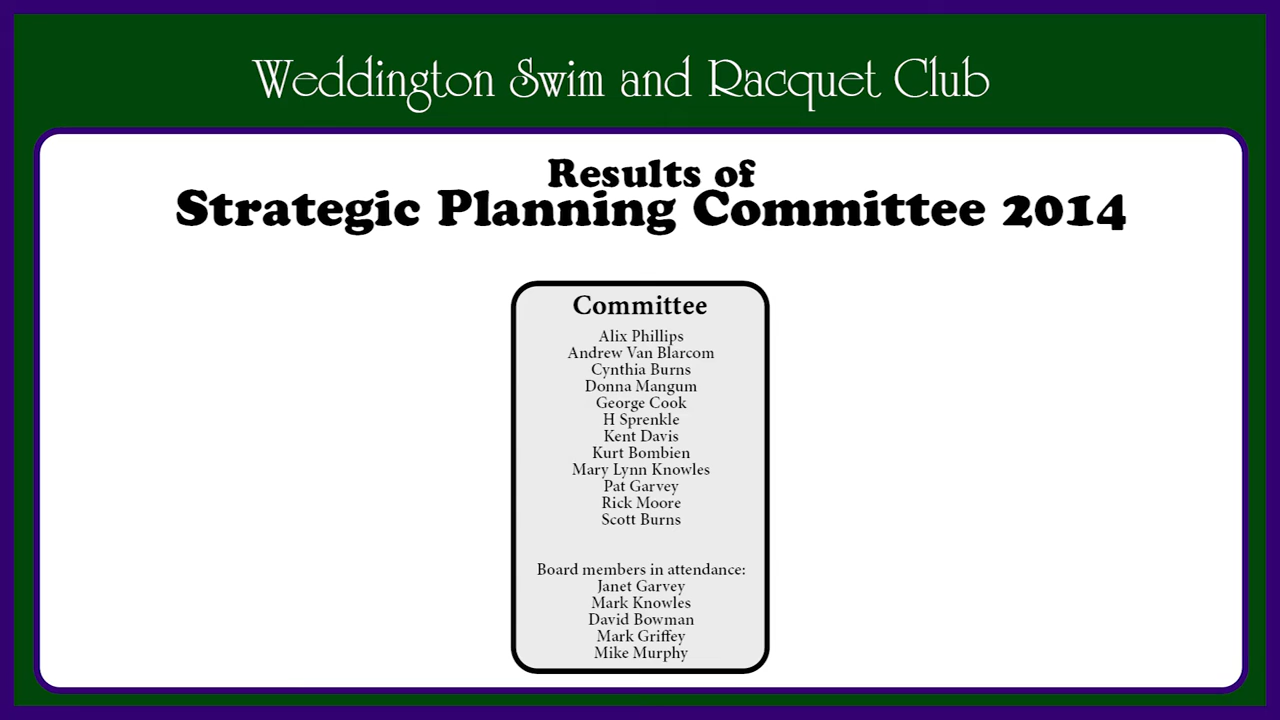 Weddington Swim and Racquet Club
Results of
Strategic Planning Committee 2014
Committee
Alix Phillips
Andrew Van Blarcom
Cynthia Burns
Donna Mangum
George Cook
H Sprenkle
Kent Davis
Kurt Bombien
Mary Lynn Knowles
Pat Garvey
Rick Moore
Scott Burns
Board members in attendance:
Janet Garvey
Mark Knowles
David Bowman
Mark Griffey
Mike Murphy